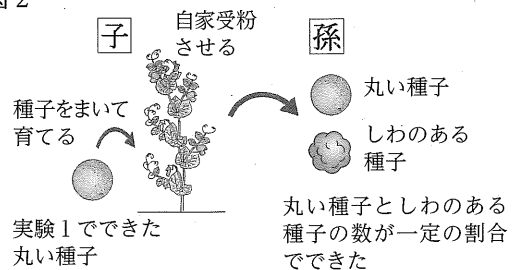 図2
子
自家受粉
させる
孫
種子をまいて
育てる
丸い種子
しわのある
種子
実験1でできた
丸い種子
丸い種子としわのある
種子の数が一定の割合
でできた